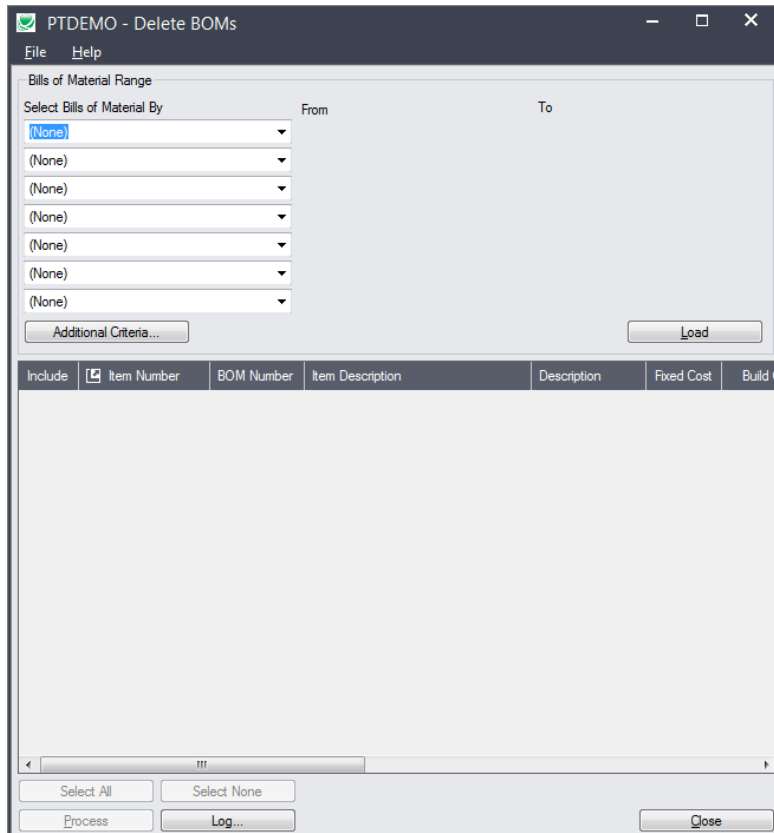 PTDEMO - Delete BOMs
File Help
Bills of Material Range
Select Bills of Material By From To
(None)
(None)
(None)
(None)
(None)
(None)
(None)
Additional Criteria... Load
Include Item Number BOM Number Item Description Description Fixed Cost Build
Select All Select None
Process Log... Close